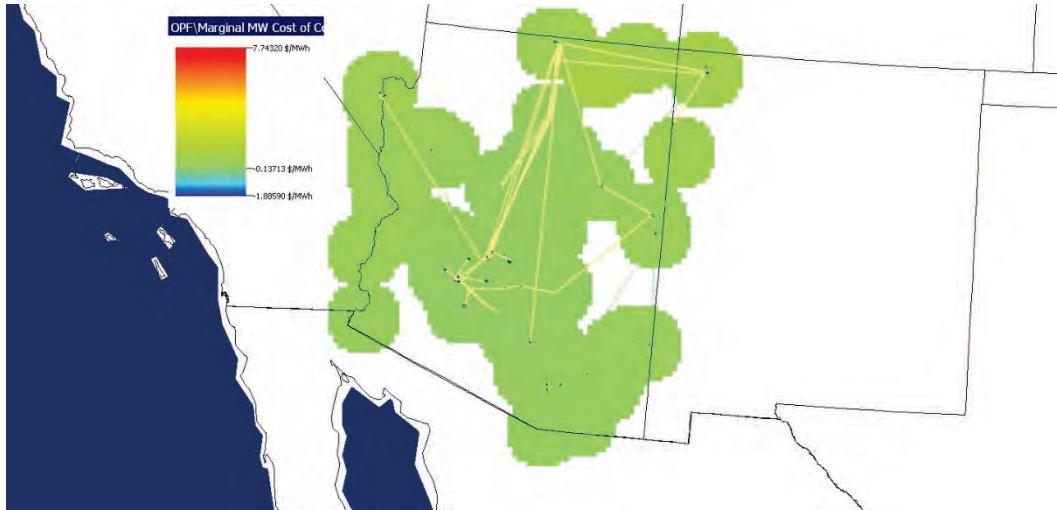 OPF\Marginal MW Cost of Co
7.74320 $/MWh
-0.13713 $/MWh
-1.88590 $/MWh